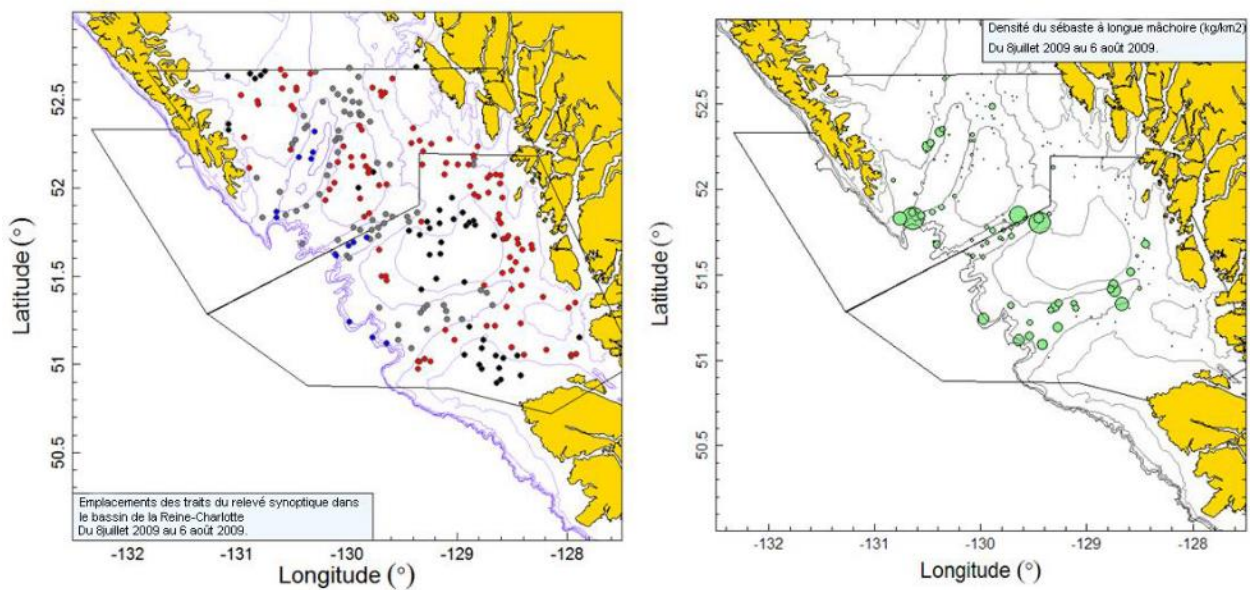 Latitude (°)
52.5
52
51.5
51
50.5
Emplacements des traits du relevé synoptique dans
le bassin de la Reine-Charlotte
Du 8juillet 2009 au 6 août 2009.
-132
-131
-130
-129
-128
Longitude (°)
Densité du sébaste à longue mâchoire (kg/km2)
Du 8juillet 2009 au 6 août 2009.
Latitude (°)
52.5
52
51.5
51
50.5
-132
-131
-130
-129
-128
Longitude (°)